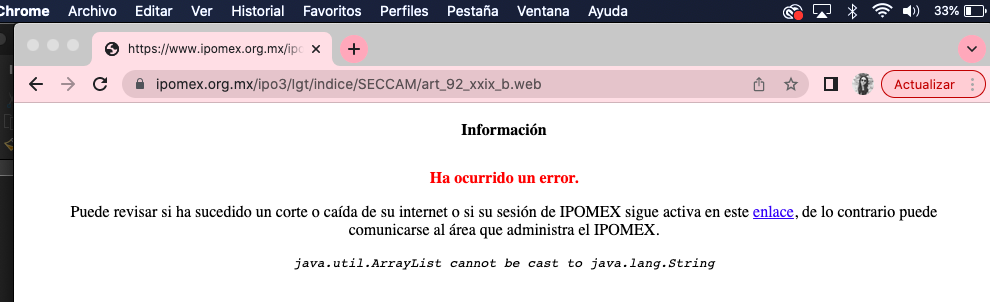 Chrome Archivo Editar Ver Historial Favoritos Perfiles Pestaña Ventana Ayuda 33%
https://www.ipomex.org.mx/ipo
ipomex.org.mx/ipo3/lgt/indice/SECCAM/art_92_xxix_b.web Actualizar
Información
Ha ocurrido un error.
Puede revisar si ha sucedido un corte o caída de su internet o si su sesión de IPOMEX sigue activa en este enlace, de lo contrario puede
comunicarse al área que administra el IPOMEX.
java.util.ArrayList cannot be cast to java.lang.String